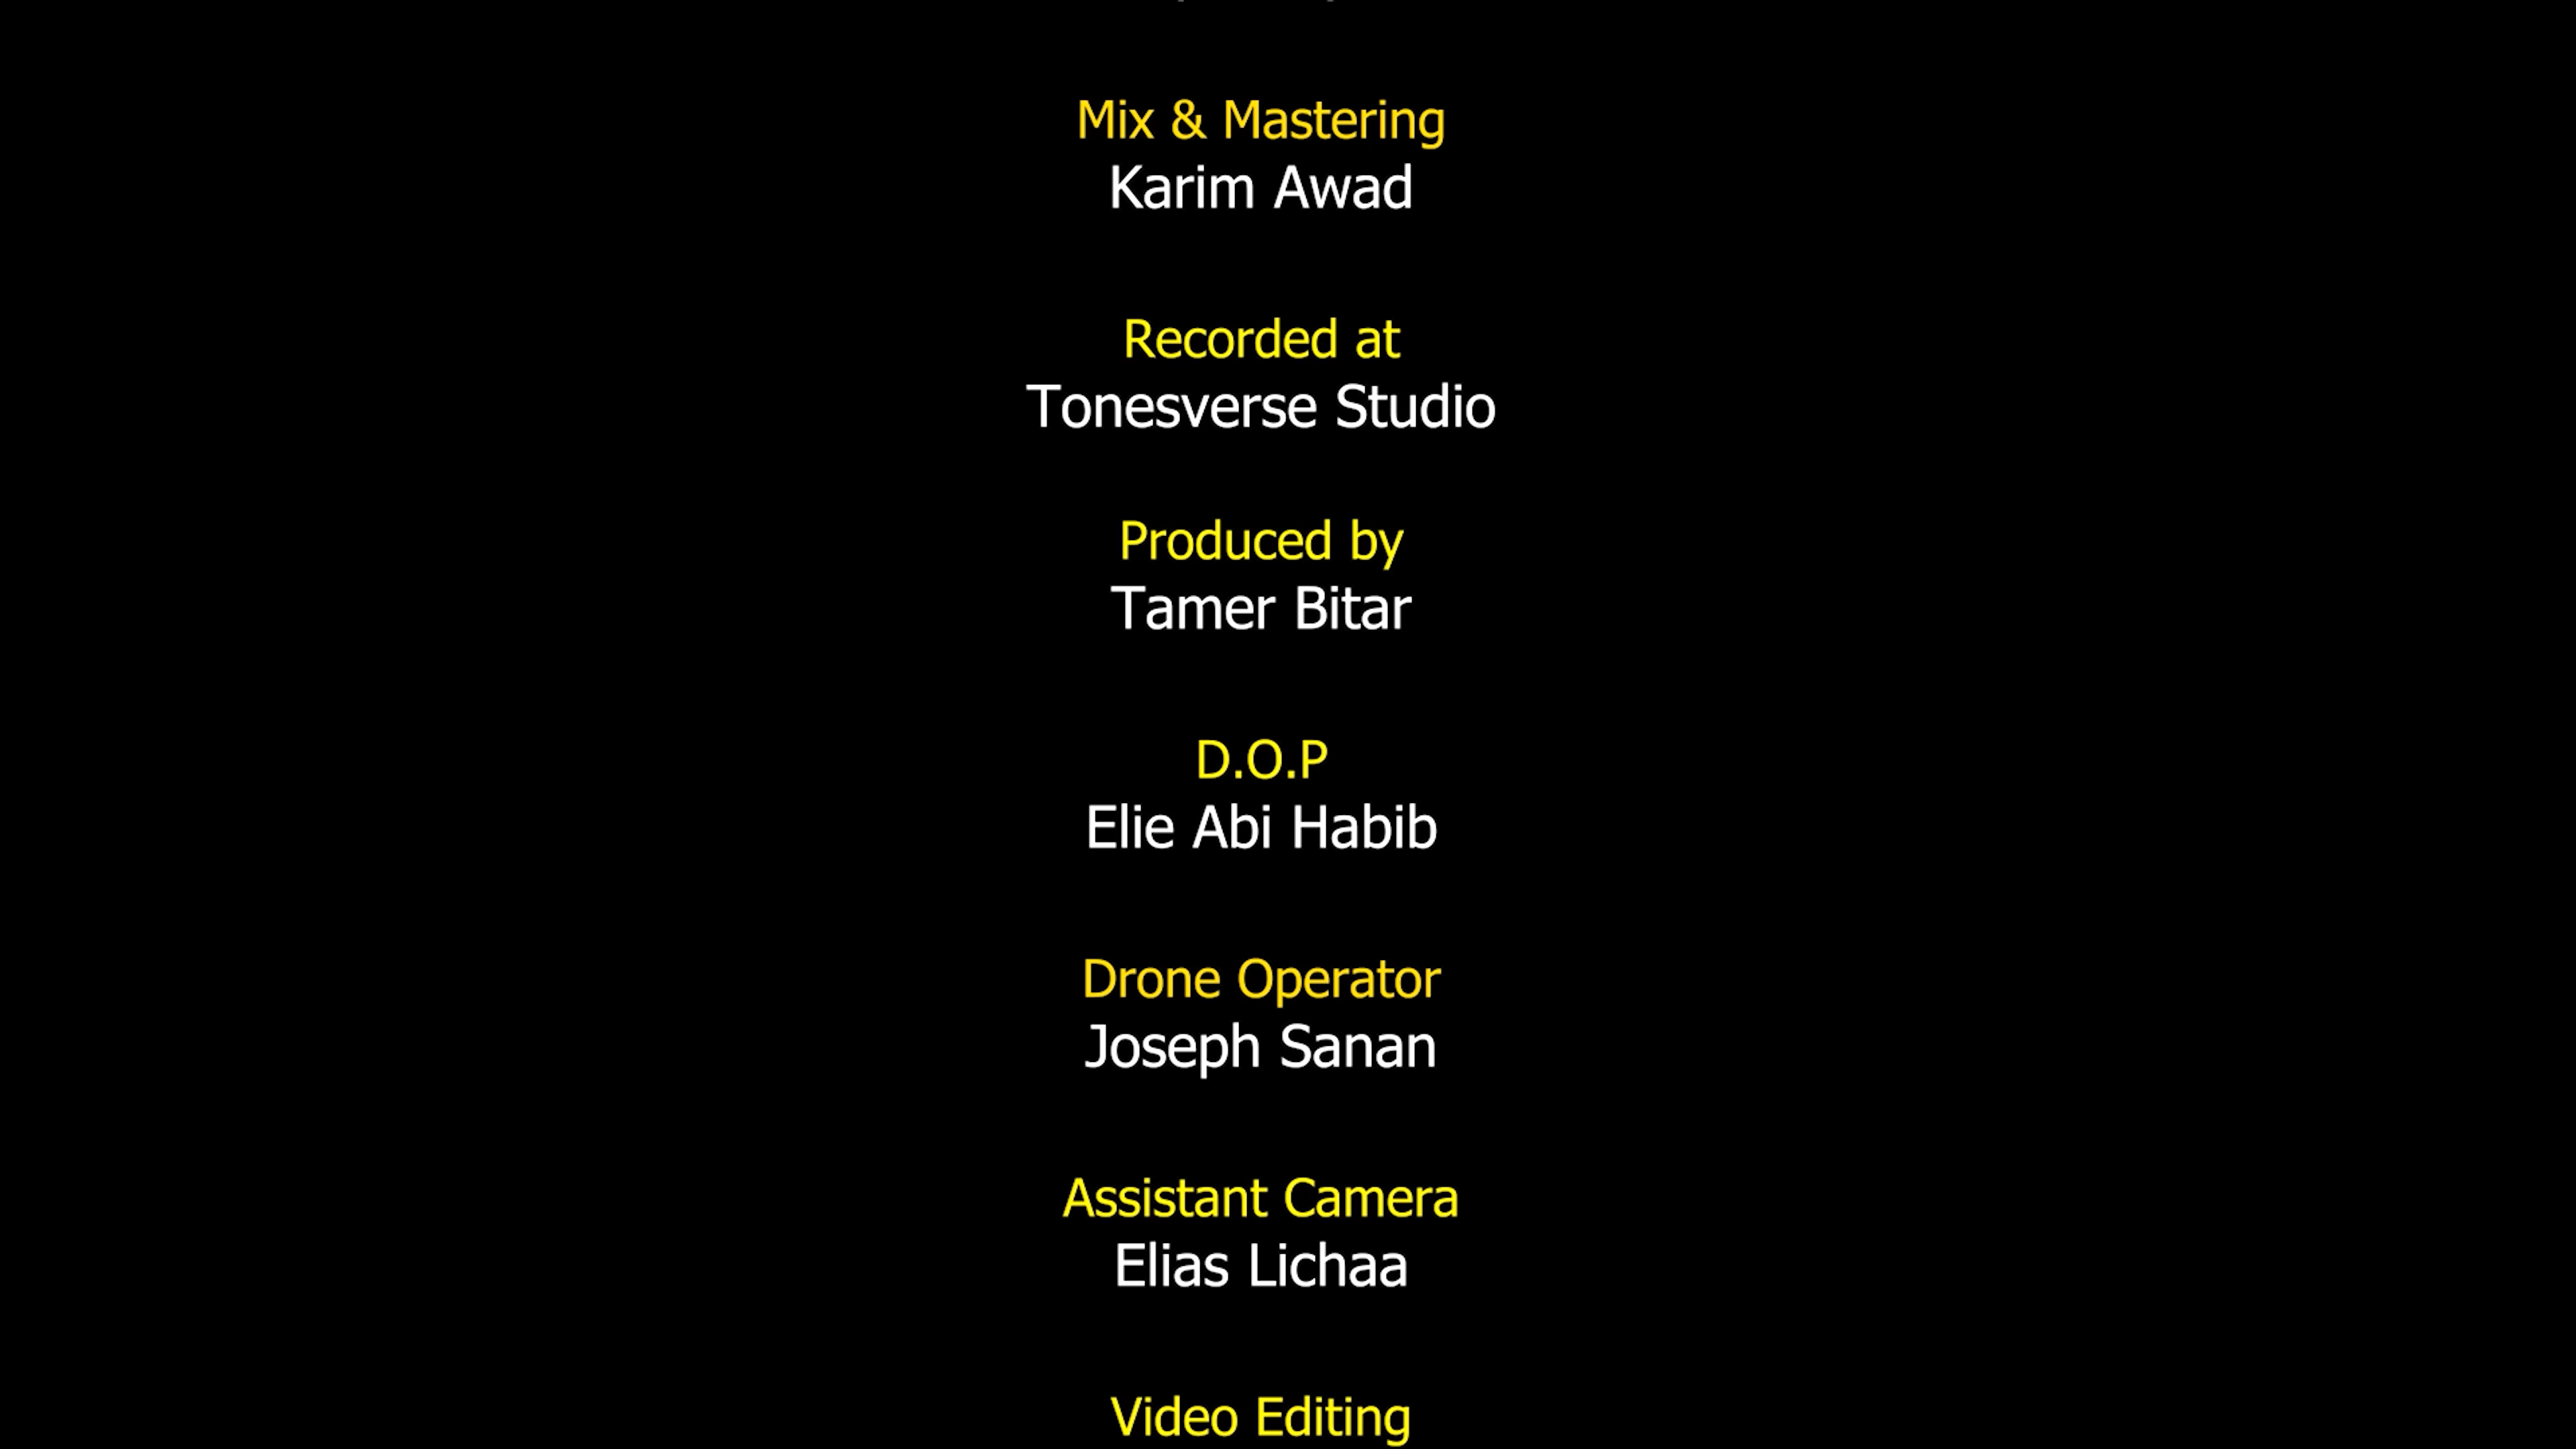 Mix & Mastering
Karim Awad
Recorded at
Tonesverse Studio
Produced by
Tamer Bitar
D.O.P
Elie Abi Habib
Drone Operator
Joseph Sanan
Assistant Camera
Elias Lichaa
Video Editing